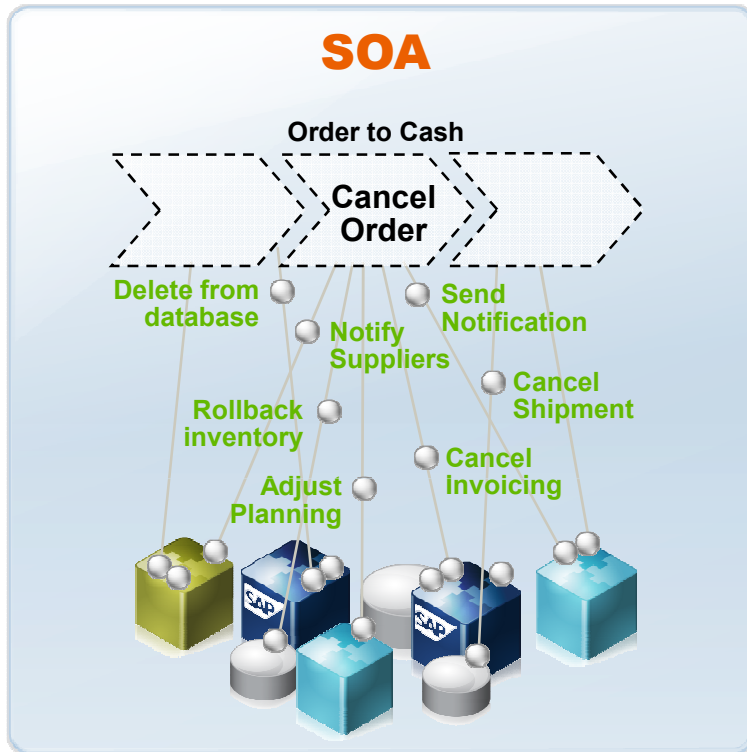 SOA
Order to Cash
Cancel
Order
Delete from
database
Send
Notification
Notify
Suppliers
Cancel
Shipment
Rollback
inventory
Cancel
Invoicing
Adjust
Planning
SAP
SAP